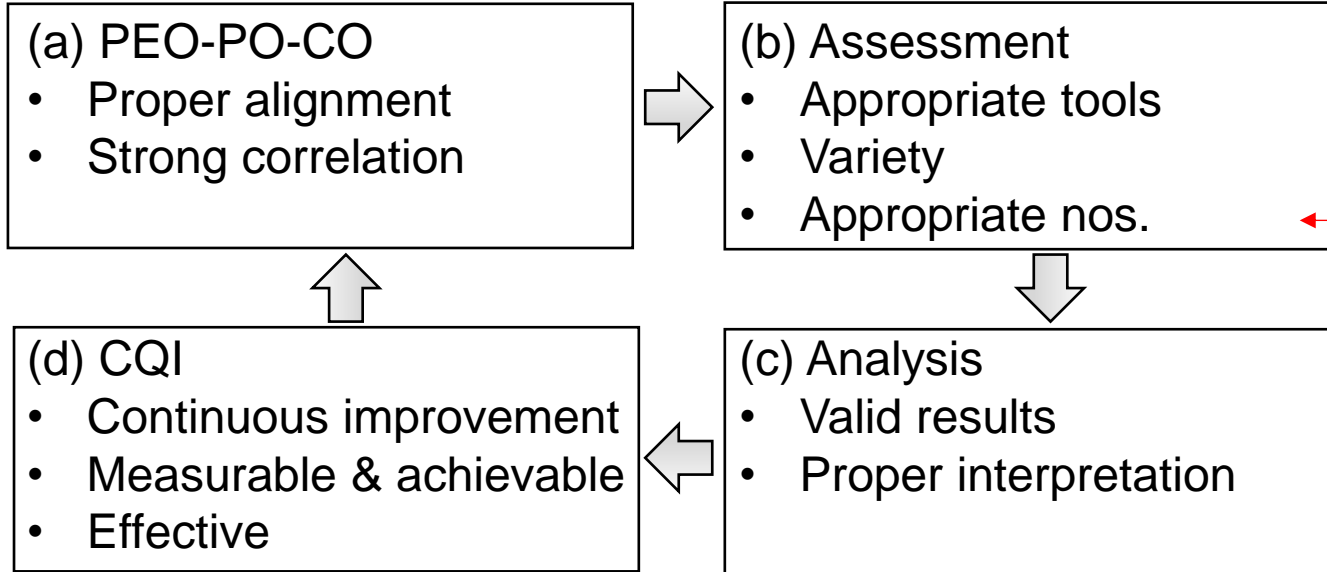 (a) PEO-PO-CO
• Proper alignment
• Strong correlation
(b) Assessment
• Appropriate tools
• Variety
• Appropriate nos.
(c) Analysis
• Valid results
• Proper interpretation
(d) CQI
• Continuous improvement
• Measurable & achievable
• Effective